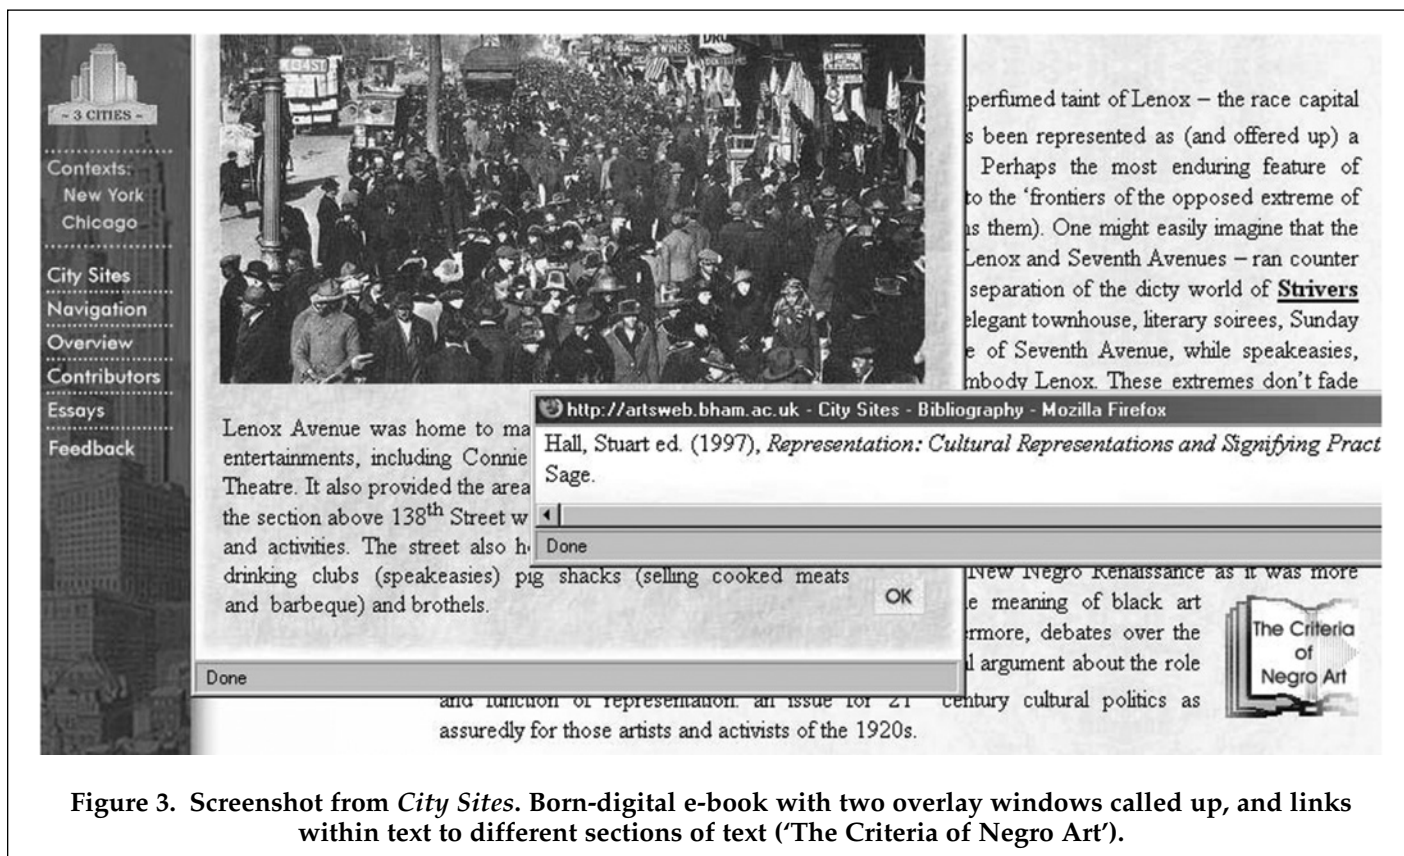 ~ 3 CITIES ~
Contexts:
New York
Chicago
City Sites
Navigation
Overview
Contributors
Essays
Feedback
134 ST
WINES
DRU
Lenox Avenue was home to ma
entertainments, including Connie
Theatre. It also provided the area
the section above 138th Street w
and activities. The street also h
drinking clubs (speakeasies) pig shacks (selling cooked meats
and barbeque) and brothels.
OK
Done
http://artsweb.bham.ac.uk - City Sites - Bibliography - Mozilla Firefox
Hall, Stuart ed. (1997), Representation: Cultural Representations and Signifying Pract
Sage.
Done
perfumed taint of Lenox – the race capital
s been represented as (and offered up) a
Perhaps the most enduring feature of
to the ‘frontiers of the opposed extreme of
s them). One might easily imagine that the
Lenox and Seventh Avenues – ran counter
separation of the dicty world of Strivers
elegant townhouse, literary soirees, Sunday
e of Seventh Avenue, while speakeasies,
mbody Lenox. These extremes don’t fade
New Negro Renaissance as it was more
e meaning of black art
rmore, debates over the
l argument about the role
and function of representation: an issue for 21 century cultural politics as
assuredly for those artists and activists of the 1920s.
The Criteria
of
Negro Art
Figure 3. Screenshot from City Sites. Born-digital e-book with two overlay windows called up, and links
within text to different sections of text (‘The Criteria of Negro Art’).